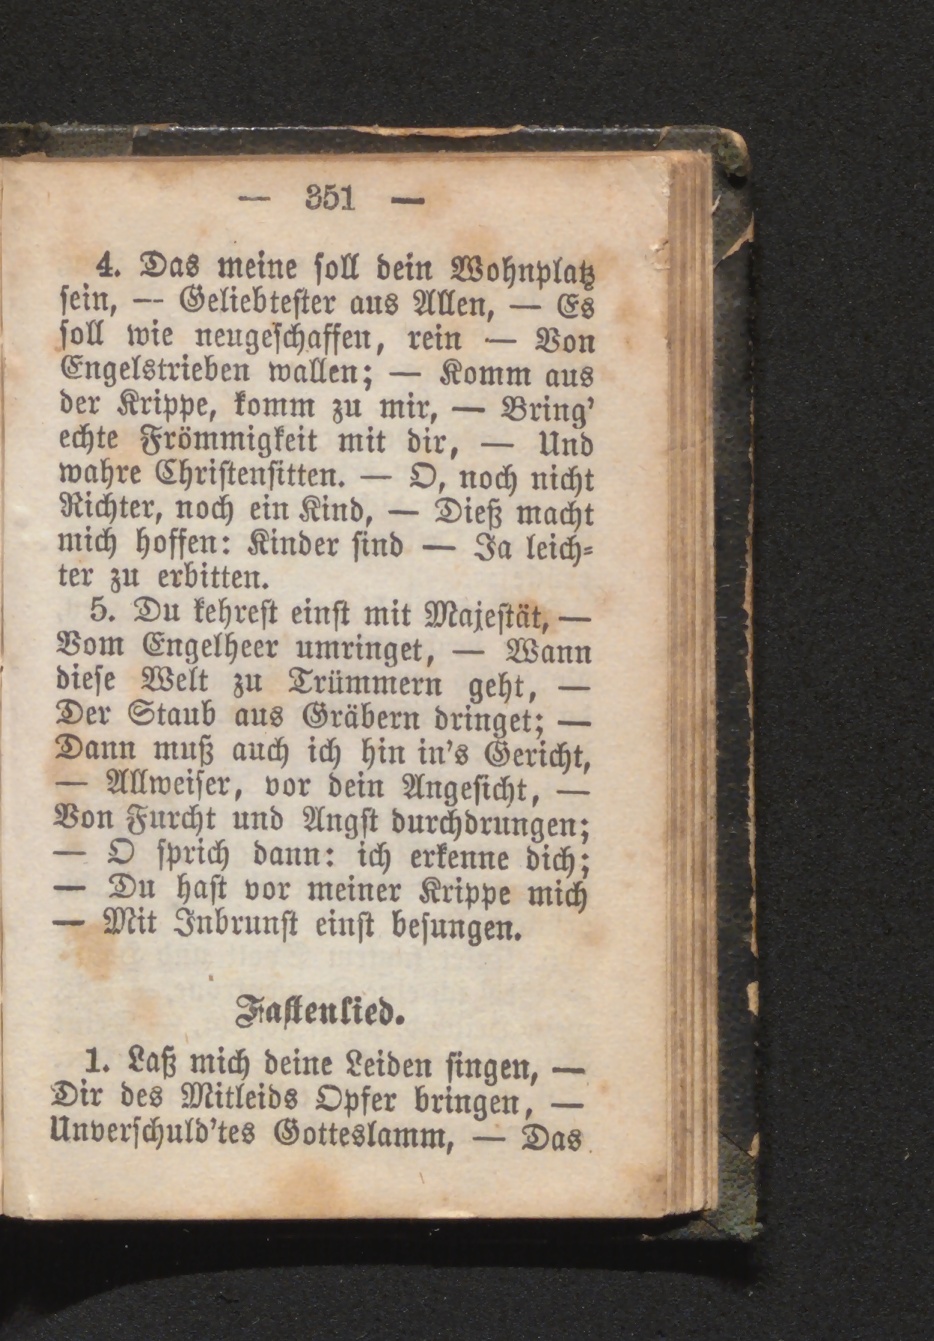 — 351 —
4. Das meine soll dein Wohnplatz
sein, — Geliebtester aus Allen, — Es
soll wie neugeschaffen, rein — Von
Engelstrieben wallen; — Komm aus
der Krippe, komm zu mir, — Bring'
echte Frömmigkeit mit dir, — Und
wahre Christensitten. — O, noch nicht
Richter, noch ein Kind, — Dieß macht
mich hoffen: Kinder sind — Ja leich-
ter zu erbitten.
5. Du kehrest einst mit Majestät, —
Vom Engelheer umringet, — Wann
diese Welt zu Trümmern geht, —
Der Staub aus Gräbern dringet; —
Dann muß auch ich hin in's Gericht,
— Allweiser, vor dein Angesicht, —
Von Furcht und Angst durchdrungen;
— O sprich dann: ich erkenne dich;
— Du hast vor meiner Krippe mich
— Mit Inbrunst einst besungen.
Fastenlied.
1. Laß mich deine Leiden singen, —
Dir des Mitleids Opfer bringen, —
Unverschuld'tes Gotteslamm, — Das